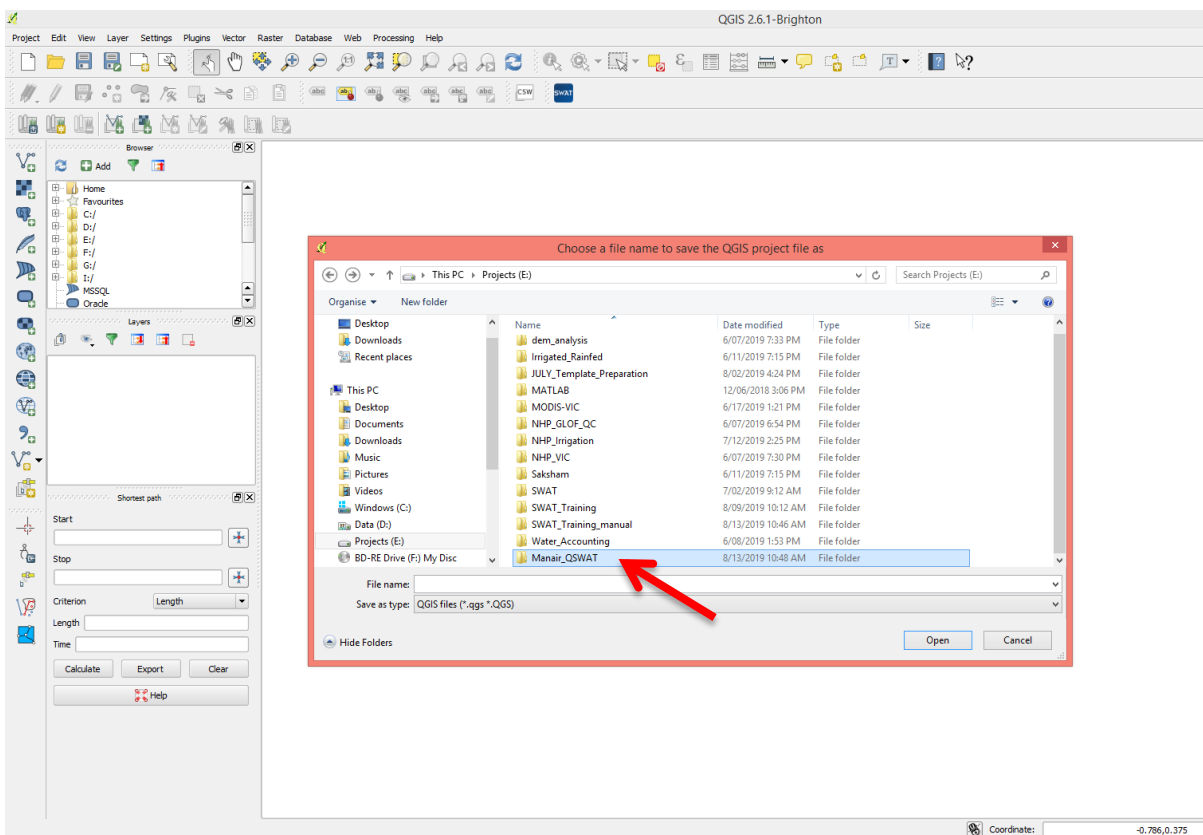 QGIS 2.6.1-Brighton
Project Edit View Layer Settings Plugins Vector Raster Database Web Processing Help
abc abc abc abc abc abc CSW SWAT
Browser
Add
Home
Favourites
C:/
D:/
E:/
F:/
G:/
I:/
MSSQL
Oracle
Layers
Shortest path
Start
Stop
Criterion Length
Length
Time
Calculate Export Clear
Help
Choose a file name to save the QGIS project file as
This PC Projects (E:) Search Projects (E:)
Organise New folder
Desktop
Downloads
Recent places
This PC
Desktop
Documents
Downloads
Music
Pictures
Videos
Windows (C:)
Data (D:)
Projects (E:)
BD-RE Drive (F:) My Disc
Name Date modified Type Size
dem_analysis 6/07/2019 7:33 PM File folder
Irrigated_Rainfed 6/11/2019 7:15 PM File folder
JULY_Template_Preparation 8/02/2019 4:24 PM File folder
MATLAB 12/06/2018 3:06 PM File folder
MODIS-VIC 6/17/2019 1:21 PM File folder
NHP_GLOF_QC 6/07/2019 6:54 PM File folder
NHP_Irrigation 7/12/2019 2:25 PM File folder
NHP_VIC 6/07/2019 7:30 PM File folder
Saksham 6/11/2019 7:15 PM File folder
SWAT 7/02/2019 9:12 AM File folder
SWAT_Training 8/09/2019 10:12 AM File folder
SWAT_Training_manual 8/13/2019 10:46 AM File folder
Water_Accounting 6/08/2019 1:53 PM File folder
Manair_QSWAT 8/13/2019 10:48 AM File folder
File name:
Save as type: QGIS files (*.qgs *.QGS)
Hide Folders Open Cancel
Coordinate: -0.786,0.375